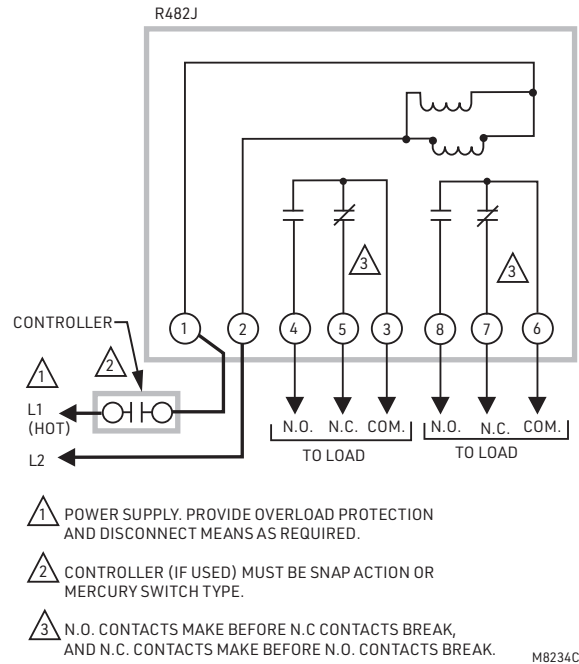 R482J
3
3
1
2
4
5
3
8
7
6
CONTROLLER
1
2
L1
(HOT)
L2
N.O. N.C. COM. N.O. N.C. COM.
TO LOAD TO LOAD
1 POWER SUPPLY. PROVIDE OVERLOAD PROTECTION
AND DISCONNECT MEANS AS REQUIRED.
2 CONTROLLER (IF USED) MUST BE SNAP ACTION OR
MERCURY SWITCH TYPE.
3 N.O. CONTACTS MAKE BEFORE N.C CONTACTS BREAK,
AND N.C. CONTACTS MAKE BEFORE N.O. CONTACTS BREAK.
M8234C